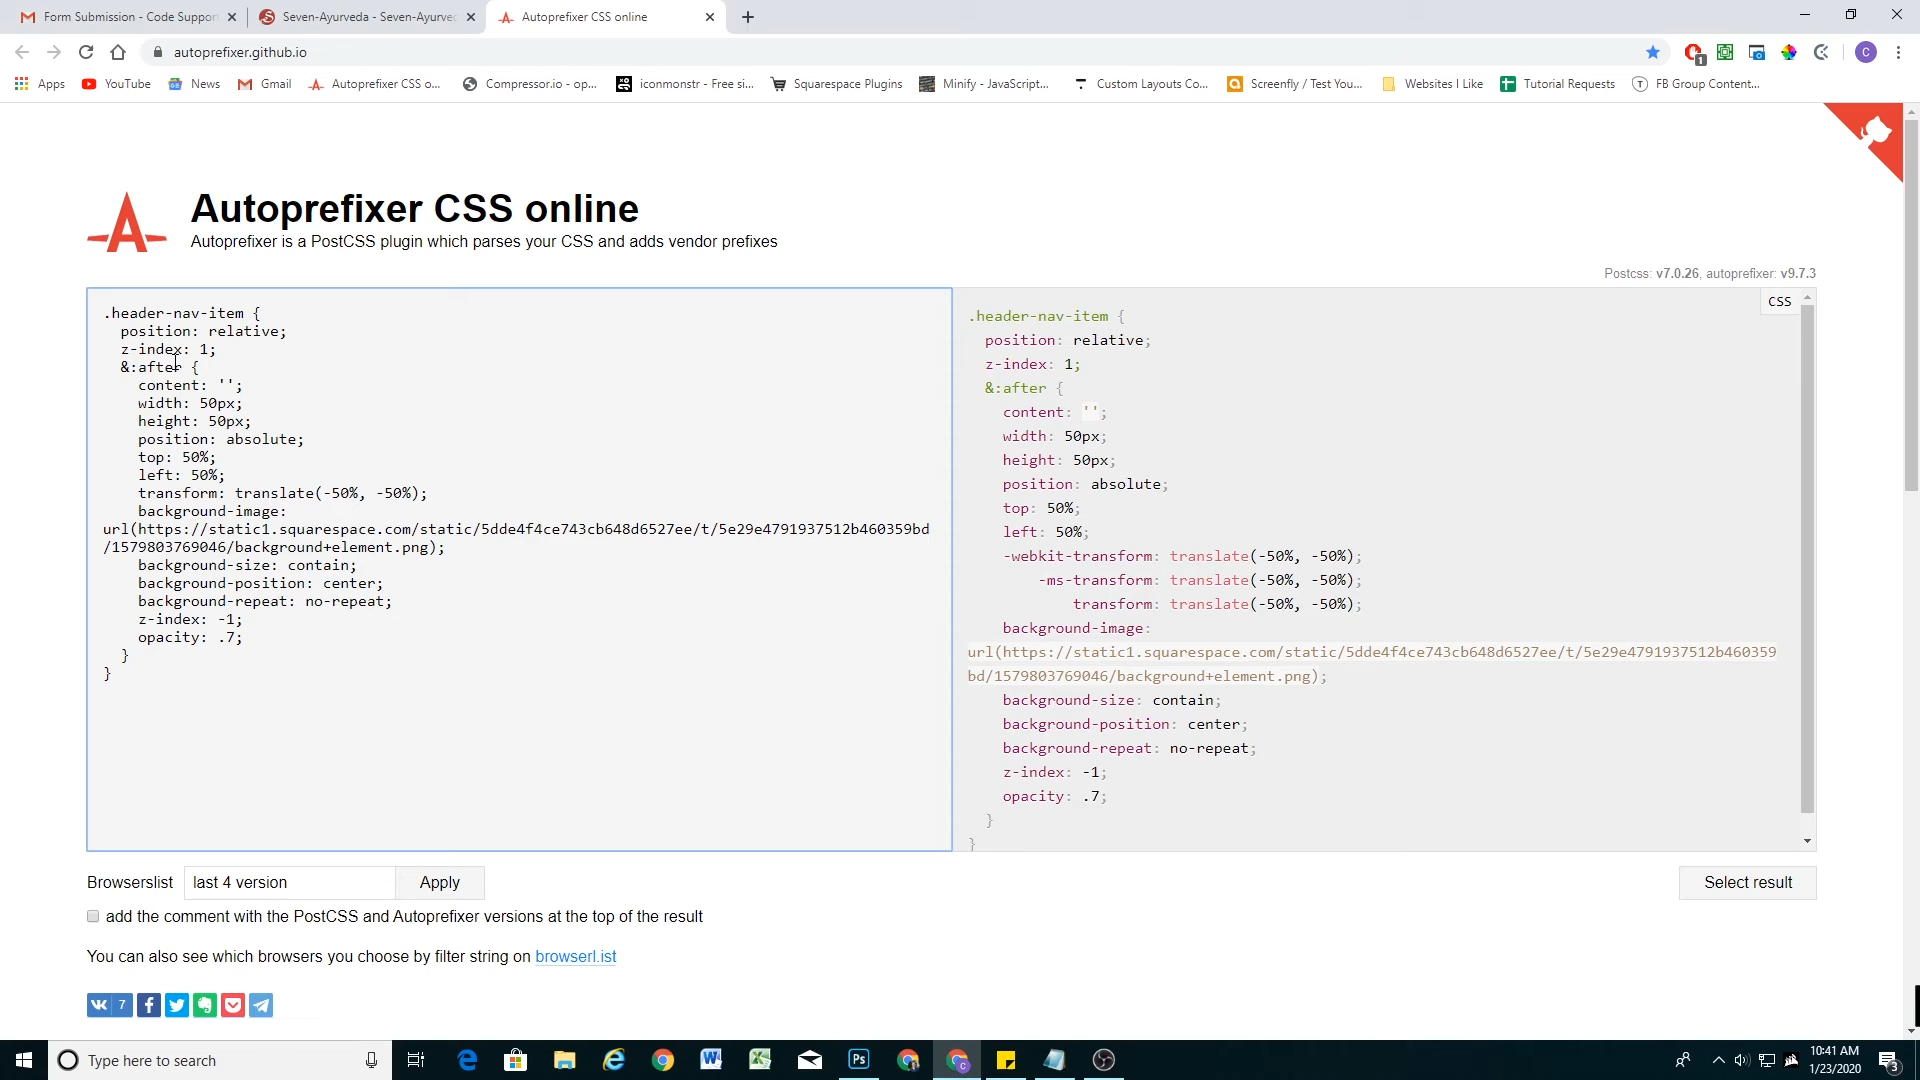 Form Submission - Code Suppor
Seven-Ayurveda - Seven-Ayurvec
Autoprefixer CSS online
autoprefixer.github.io
1
C
Apps
YouTube
News
Gmail
Autoprefixer CSS o...
Compressor.io - op...
iconmonstr - Free si...
Squarespace Plugins
Minify - JavaScript...
Custom Layouts Co...
Screenfly / Test You...
Websites I Like
Tutorial Requests
FB Group Content...
Autoprefixer CSS online
Autoprefixer is a PostCSS plugin which parses your CSS and adds vendor prefixes
Postcss: v7.0.26, autoprefixer: v9.7.3
.header-nav-item {
position: relative;
z-index: 1;
&:after {
content: '';
width: 50px;
height: 50px;
position: absolute;
top: 50%;
left: 50%;
transform: translate(-50%, -50%);
background-image:
url(https://static1.squarespace.com/static/5dde4f4ce743cb648d6527ee/t/5e29e4791937512b460359bd
/1579803769046/background+element.png);
background-size: contain;
background-position: center;
background-repeat: no-repeat;
z-index: -1;
opacity: .7;
}
}
CSS
.header-nav-item {
position: relative;
z-index: 1;
&:after {
content: '';
width: 50px;
height: 50px;
position: absolute;
top: 50%;
left: 50%;
-webkit-transform: translate(-50%, -50%);
-ms-transform: translate(-50%, -50%);
transform: translate(-50%, -50%);
background-image:
url(https://static1.squarespace.com/static/5dde4f4ce743cb648d6527ee/t/5e29e4791937512b460359
bd/1579803769046/background+element.png);
background-size: contain;
background-position: center;
background-repeat: no-repeat;
z-index: -1;
opacity: .7;
}
}
Browserslist
last 4 version
Apply
Select result
add the comment with the PostCSS and Autoprefixer versions at the top of the result
You can also see which browsers you choose by filter string on browserl.ist
7
Type here to search
Ps
10:41 AM
1/23/2020
3